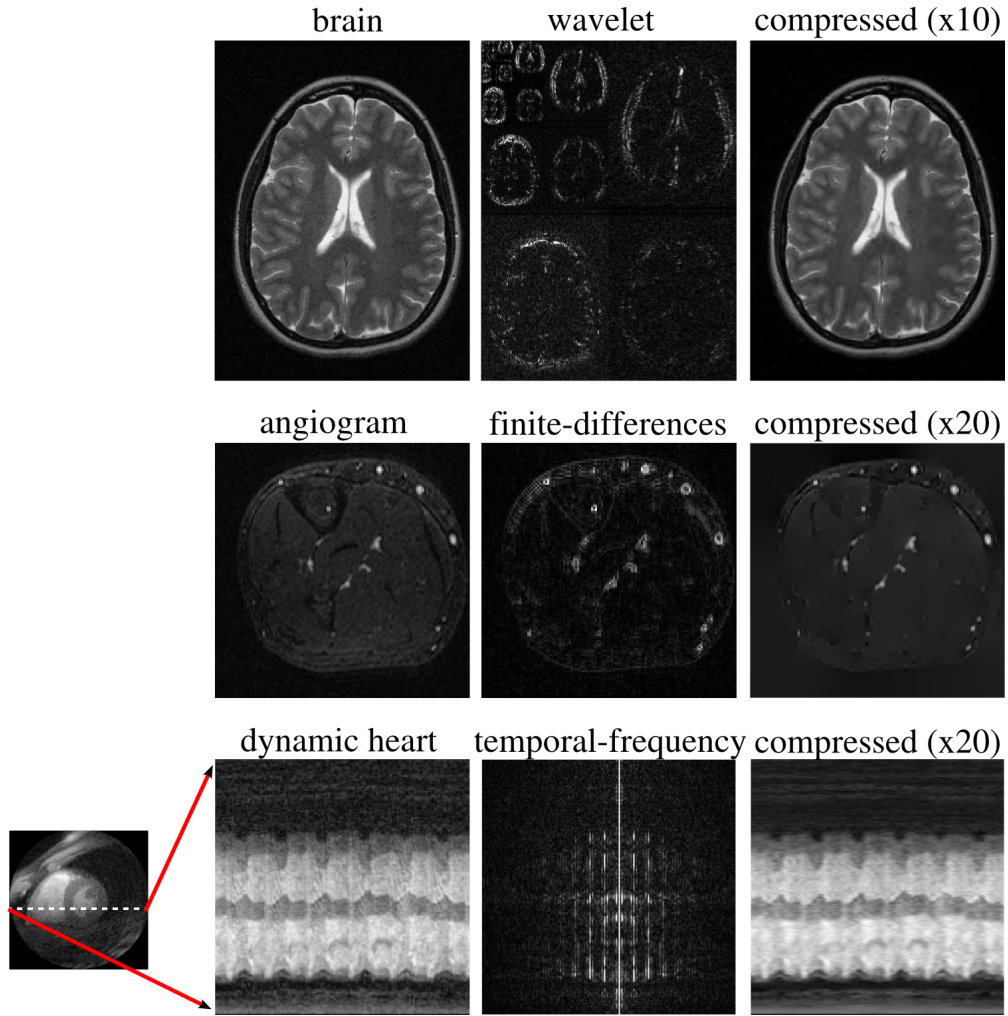 brain wavelet compressed (x10)
angiogram finite-differences compressed (x20)
dynamic heart temporal-frequency compressed (x20)